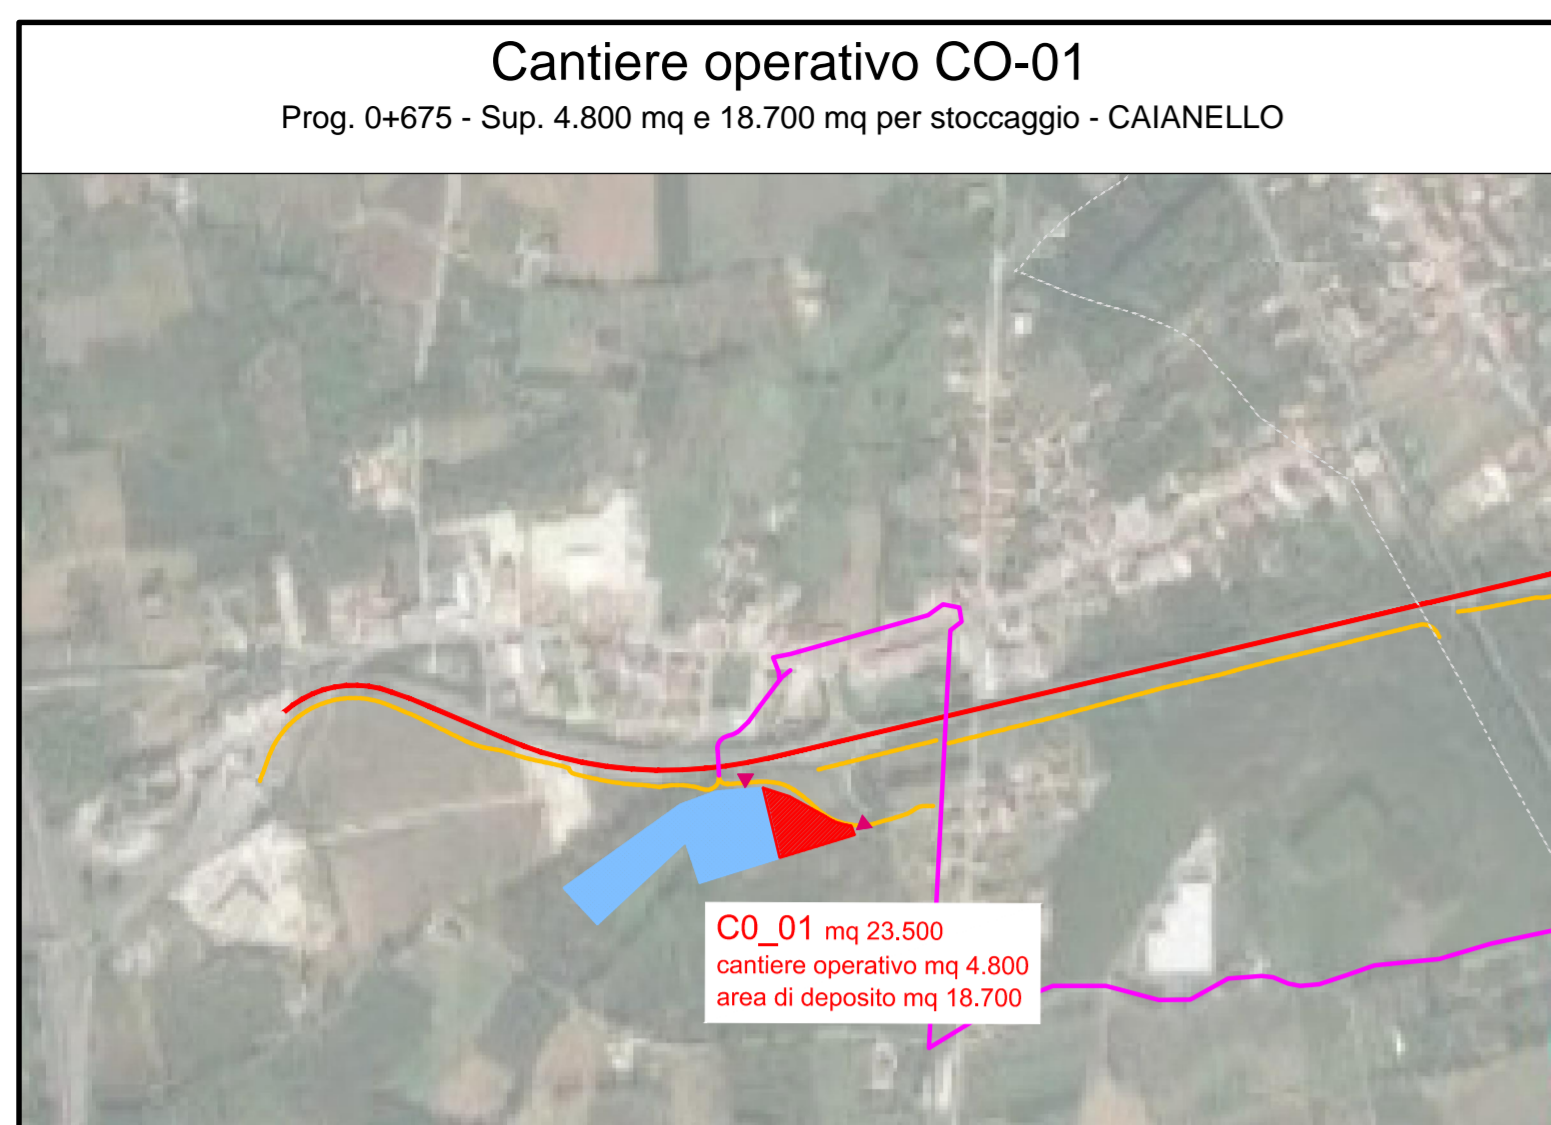 Cantiere operativo CO-01
Prog. 0+675 - Sup. 4.800 mq e 18.700 mq per stoccaggio - CAIANELLO
C0_01 mq 23.500
cantiere operativo mq 4.800
area di deposito mq 18.700